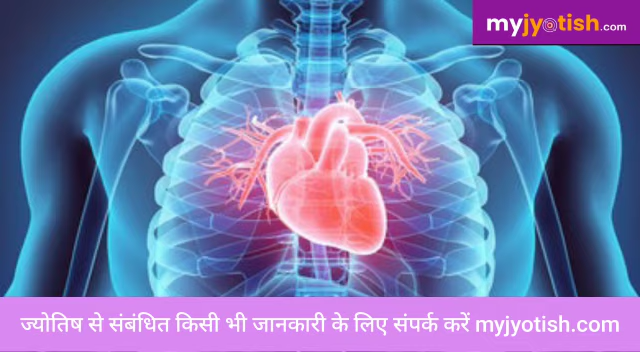 myjyotish.com
ज्योतिष से संबंधित किसी भी जानकारी के लिए संपर्क करें myjyotish.com